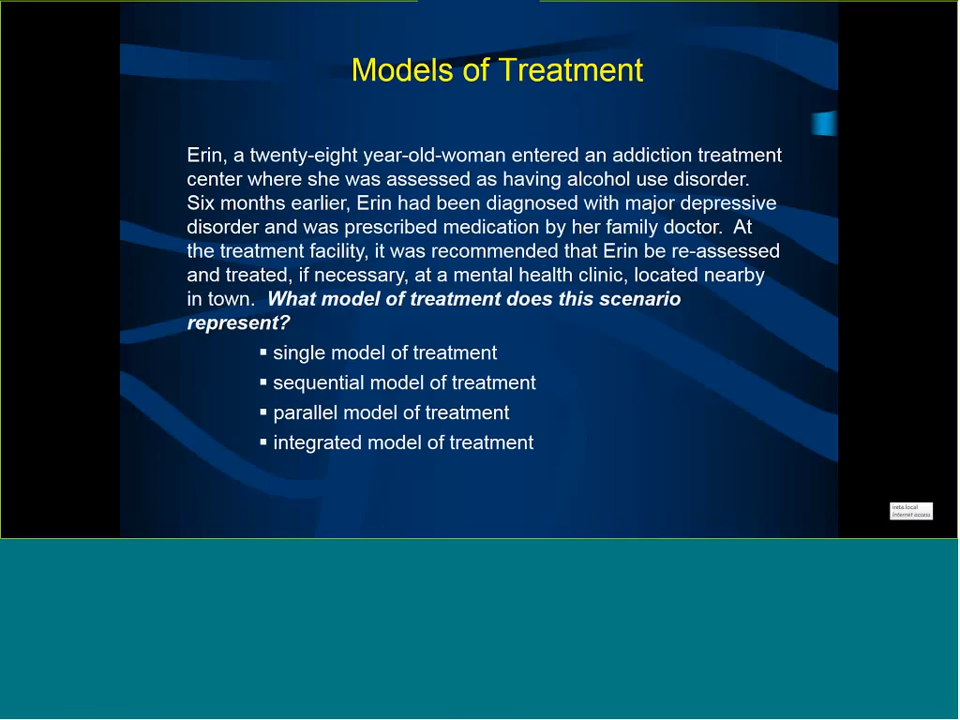 Models of Treatment
Erin, a twenty-eight year-old-woman entered an addiction treatment
center where she was assessed as having alcohol use disorder.
Six months earlier, Erin had been diagnosed with major depressive
disorder and was prescribed medication by her family doctor. At
the treatment facility, it was recommended that Erin be re-assessed
and treated, if necessary, at a mental health clinic, located nearby
in town. What model of treatment does this scenario
represent?
▪ single model of treatment
▪ sequential model of treatment
▪ parallel model of treatment
▪ integrated model of treatment
Internet access